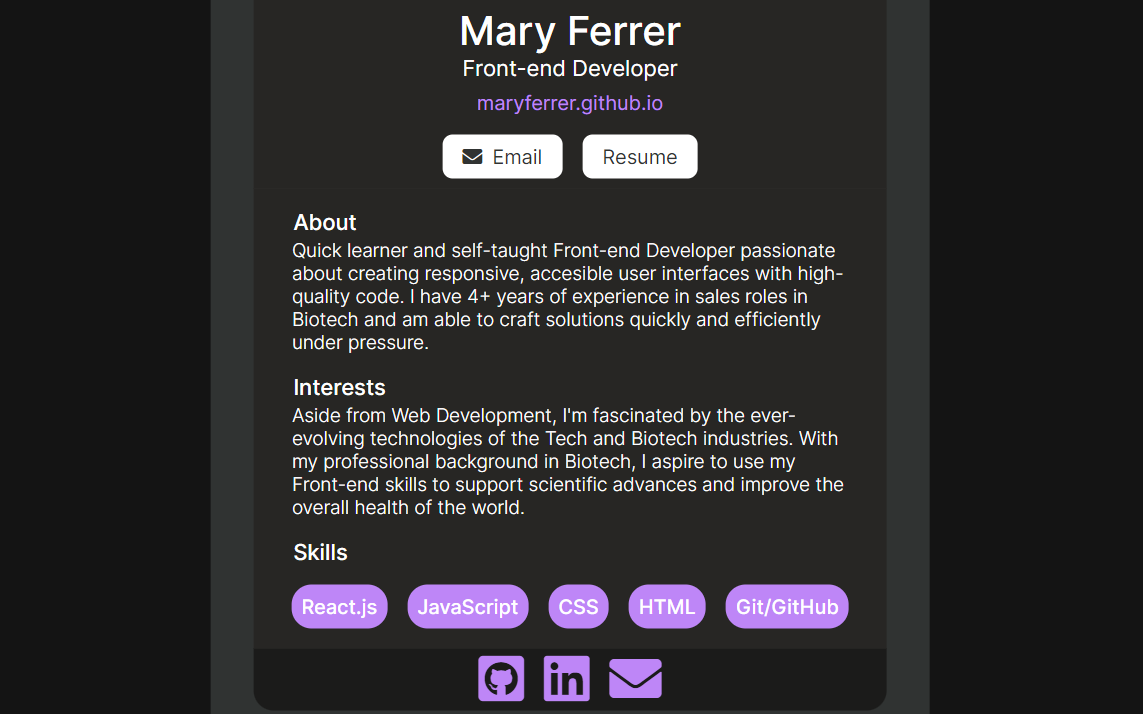 Mary Ferrer
Front-end Developer
maryferrer.github.io
Email Resume
About
Quick learner and self-taught Front-end Developer passionate
about creating responsive, accesible user interfaces with high-
quality code. I have 4+ years of experience in sales roles in
Biotech and am able to craft solutions quickly and efficiently
under pressure.
Interests
Aside from Web Development, I'm fascinated by the ever-
evolving technologies of the Tech and Biotech industries. With
my professional background in Biotech, I aspire to use my
Front-end skills to support scientific advances and improve the
overall health of the world.
Skills
React.js JavaScript CSS HTML Git/GitHub
in